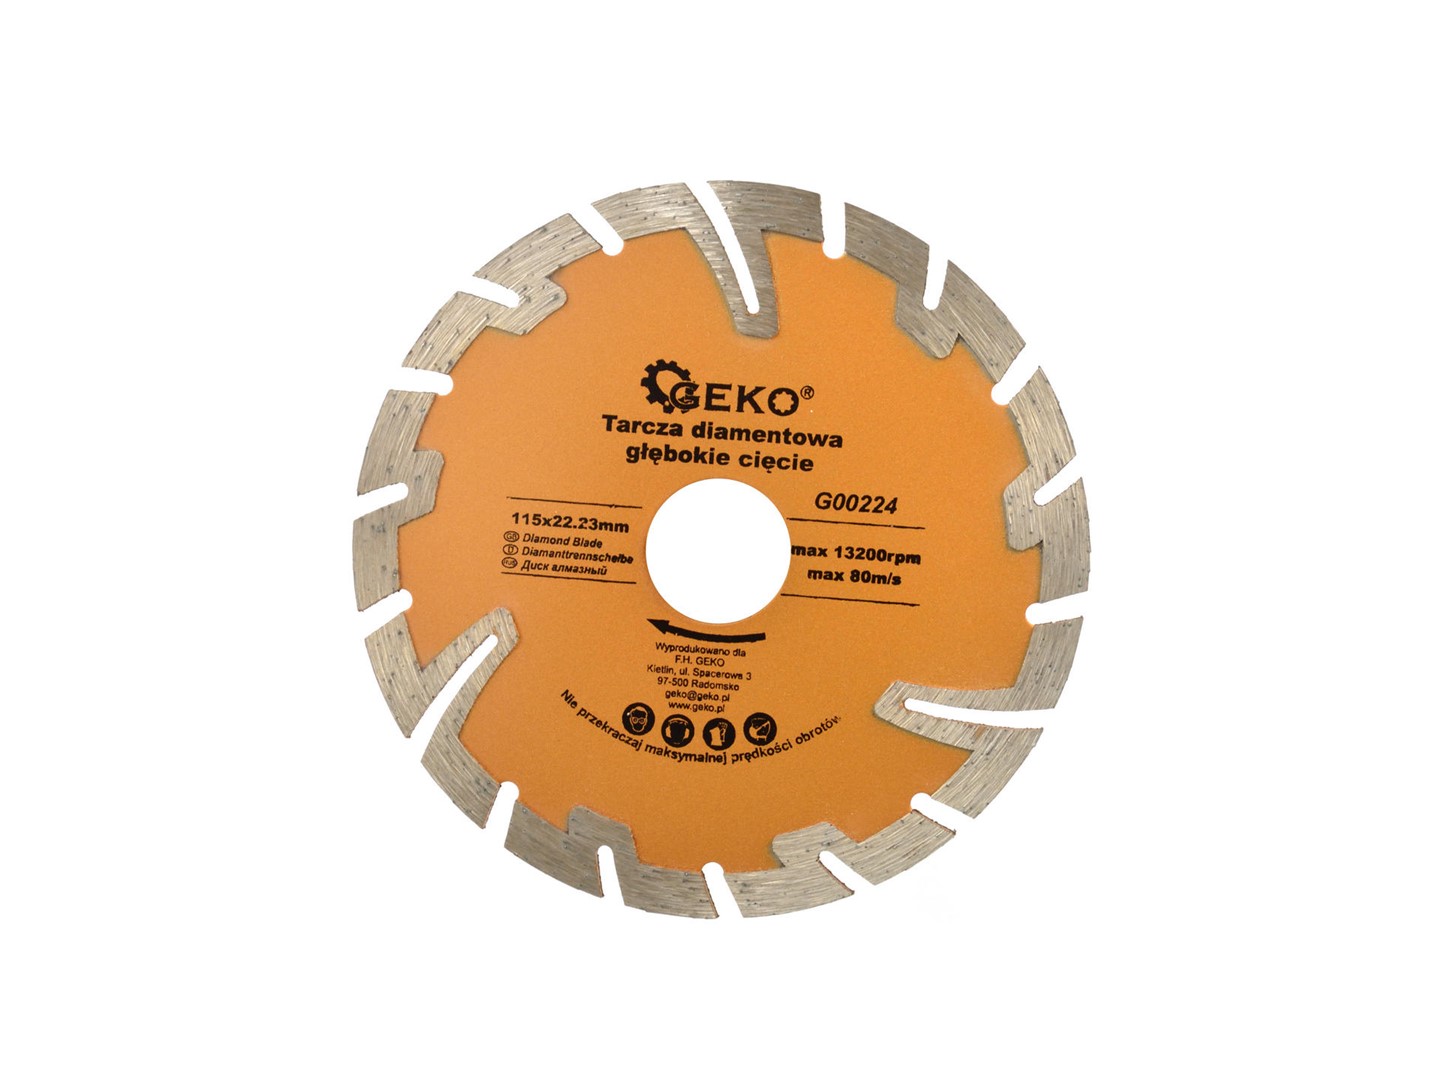 GEKO®
Tarcza diamentowa
głębokie cięcie
G00224
115x22.23mm
GB Diamond Blade
D Diamanttrennscheibe
RUS Диск алмазный
max 13200rpm
max 80m/s
Wyprodukowano dla
F.H. GEKO
Kietlin, ul. Spacerowa 3
97-500 Radomsko
geko@geko.pl
www.geko.pl
Nie przekraczaj maksymalnej prędkości obrotów.